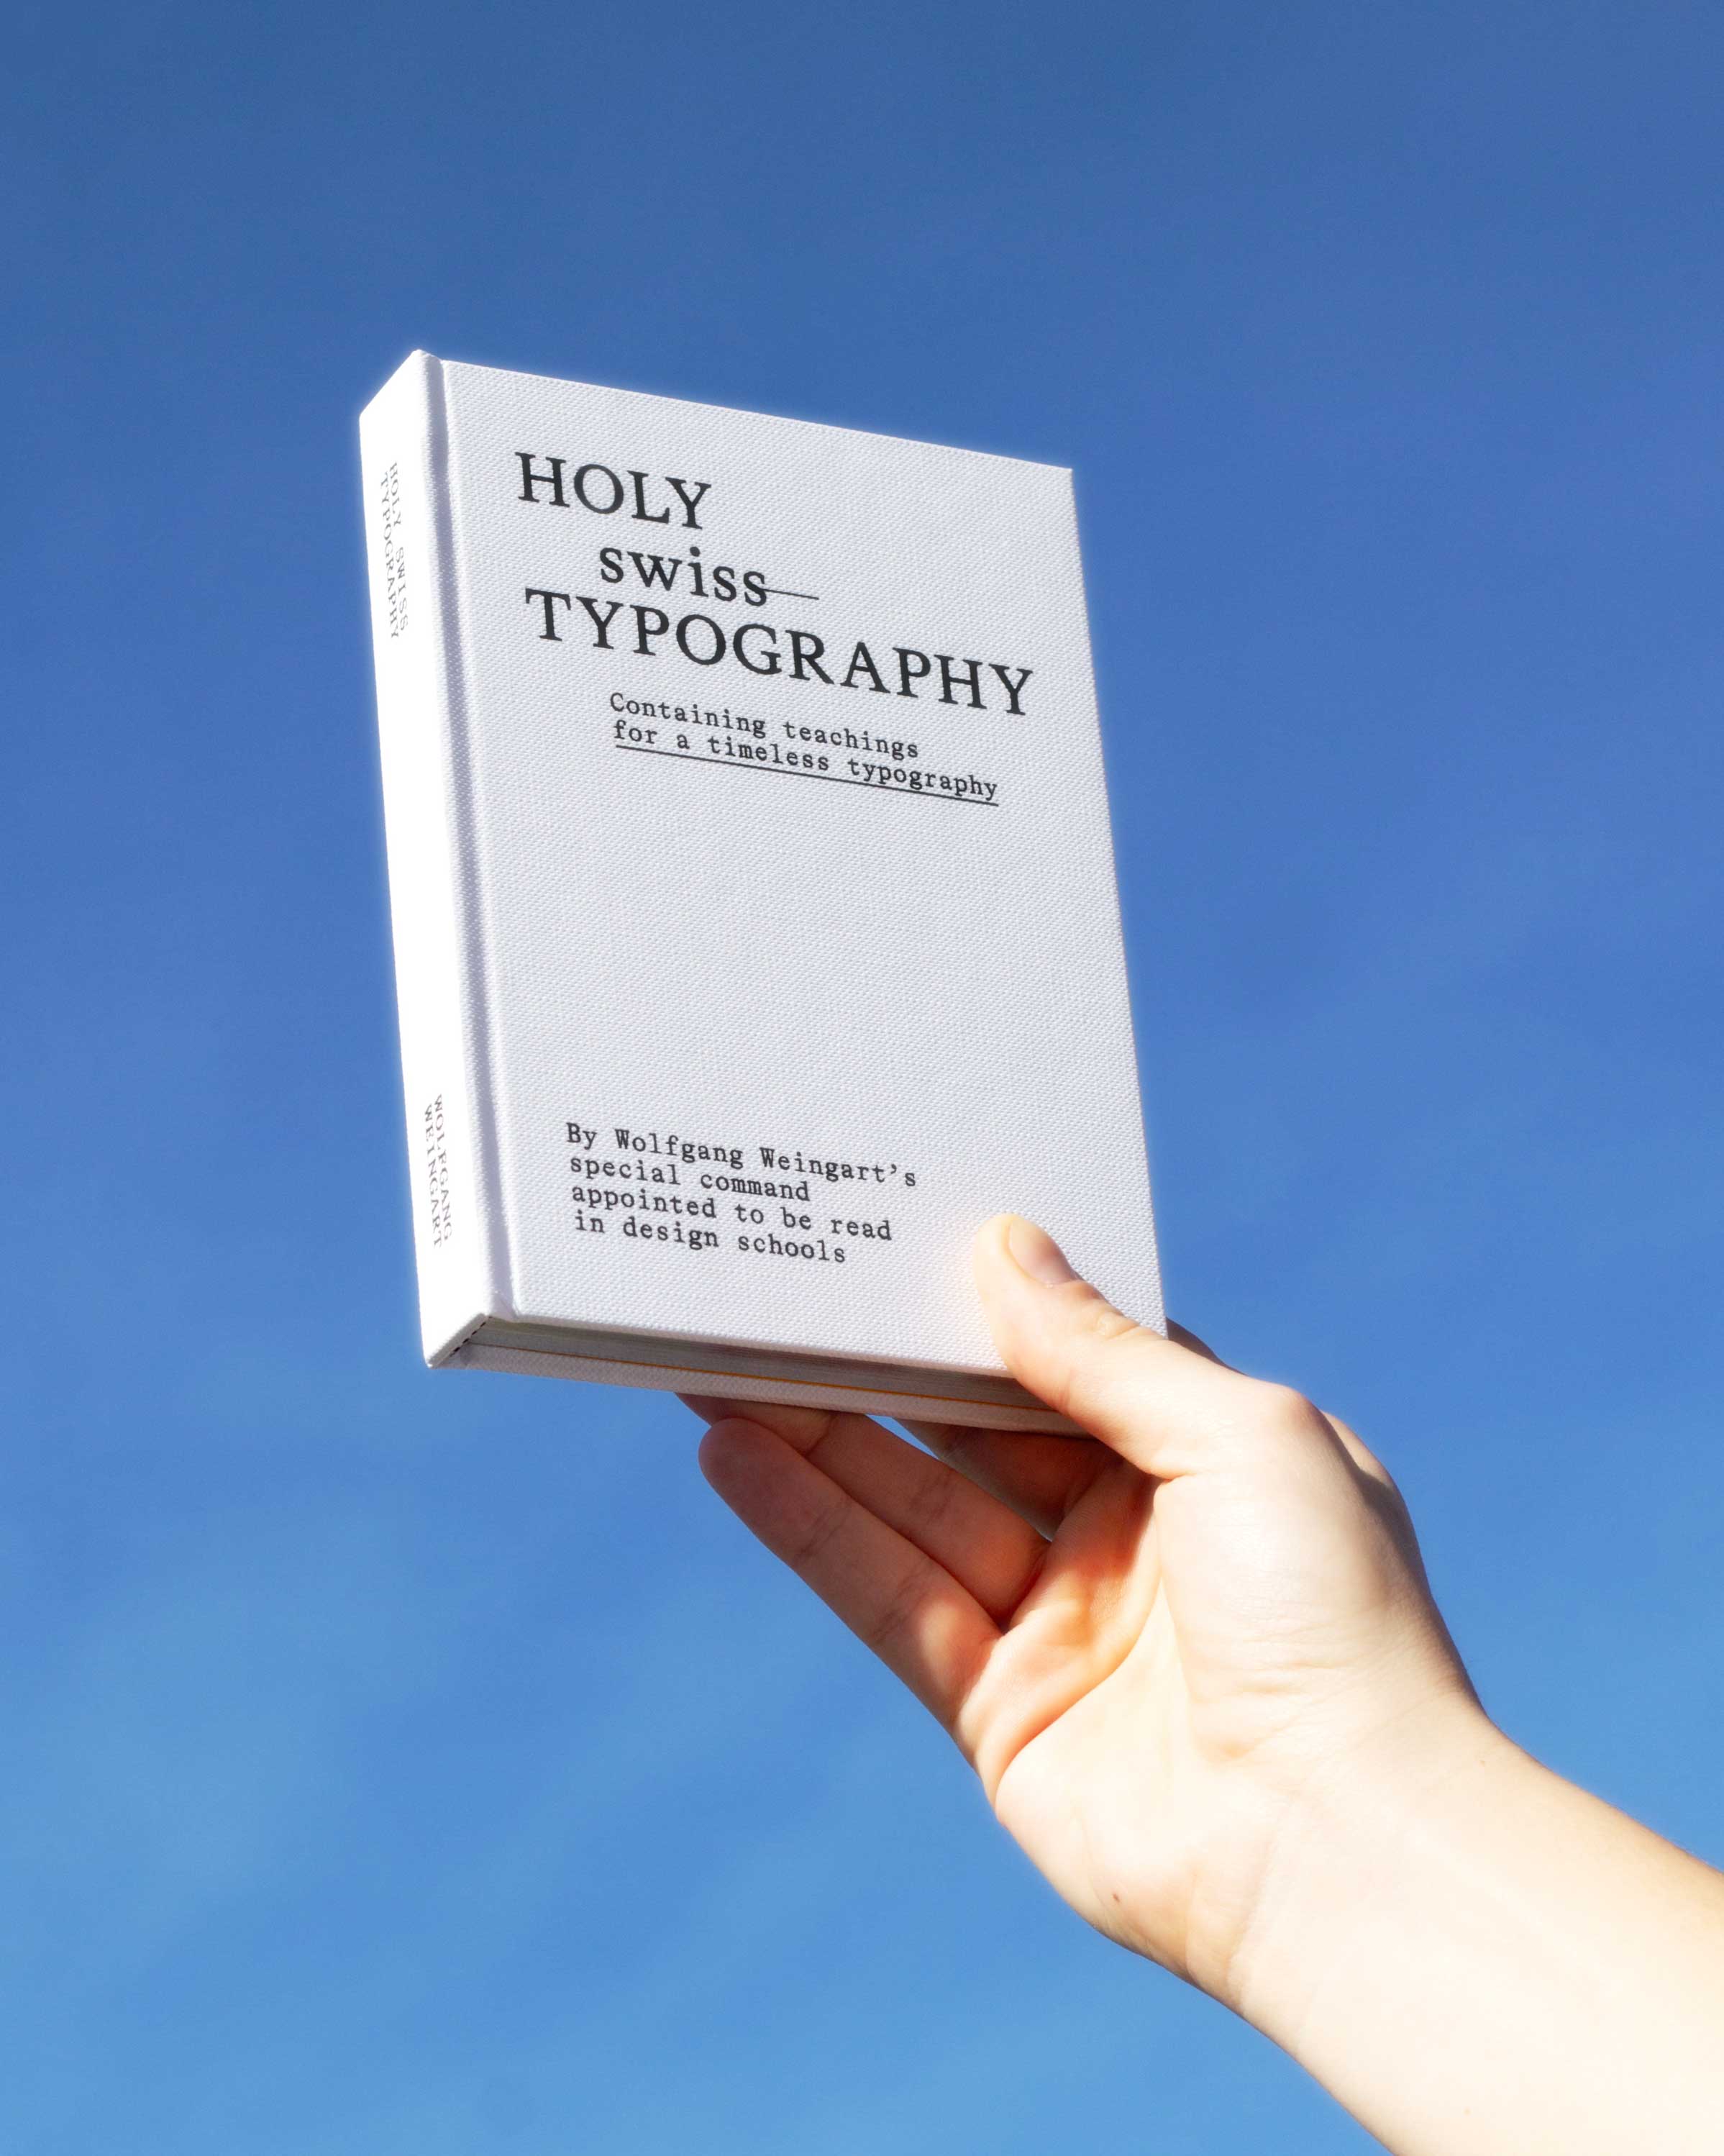 HOLY
swiss—
TYPOGRAPHY
Containing teachings
for a timeless typography
By Wolfgang Weingart’s
special command
appointed to be read
in design schools
HOLY SWISS
TYPOGRAPHY
WOLFGANG
WEINGART